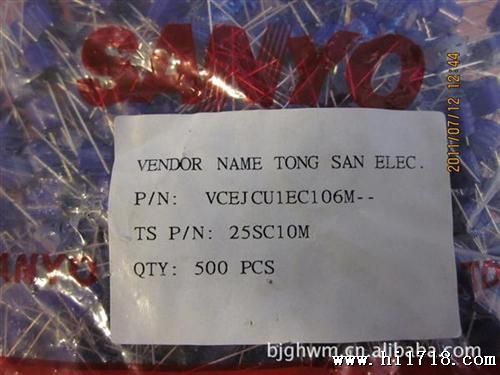 SANYO
2011/07/12 12:44
VENDOR NAME TONG SAN ELEC.
P/N: VCEJCU1EC106M--
TS P/N: 25SC10M
QTY: 500 PCS
ANYO
bjghwm.cn.alibaba.com
www.hi1718.com